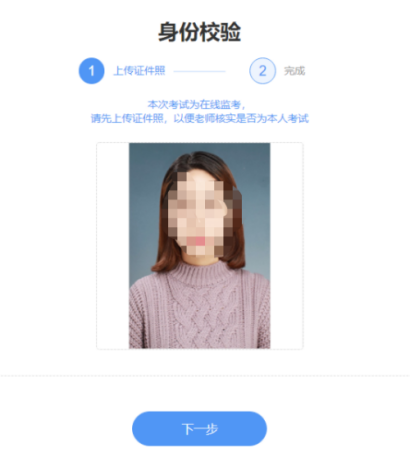 身份校验
1 上传证件照 2 完成
本次考试为在线监考，
请先上传证件照，以便老师核实是否为本人考试
下一步